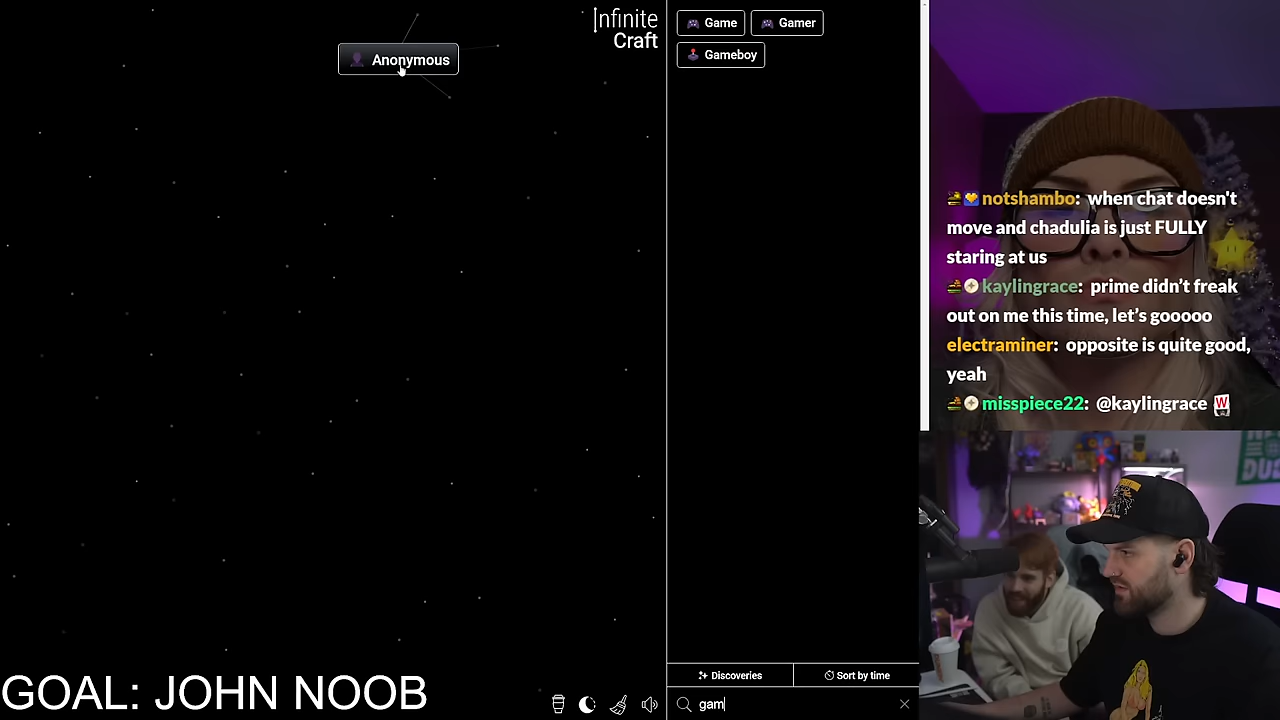 Infinite
Craft
Anonymous
Game
Gamer
Gameboy
notshambo: when chat doesn't
move and chadulia is just FULLY
staring at us
kaylingrace: prime didn't freak
out on me this time, let's gooooo
electraminer: opposite is quite good,
yeah
misspiece22: @kaylingrace W
Discoveries
Sort by time
gam
GOAL: JOHN NOOB